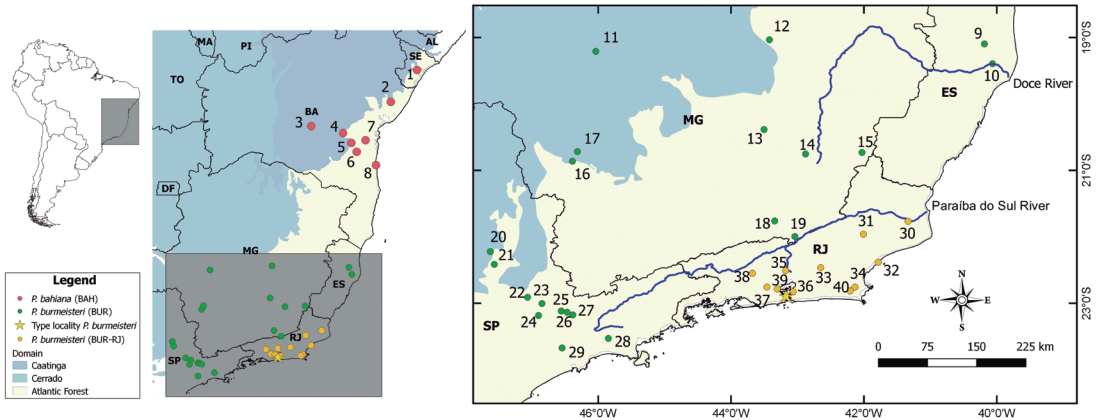 MA
PI
AL
SE
TO
BA
DF
MG
ES
RJ
SP
1
2
3
4
5
6
7
8
Legend
P. bahiana (BAH)
P. burmeisteri (BUR)
Type locality P. burmeisteri
P. burmeisteri (BUR-RJ)
Domain
Caatinga
Cerrado
Atlantic Forest
11
12
9
19°0'S
10
Doce River
ES
MG
13
17
14
15
16
21°0'S
Paraíba do Sul River
18
19
31
30
20
21
RJ
35
38
33
34
32
39
36
40
37
22
23
25
27
24
26
23°0'S
N
W
E
S
SP
29
28
0 75 150 225 km
46°0'W 44°0'W 42°0'W 40°0'W